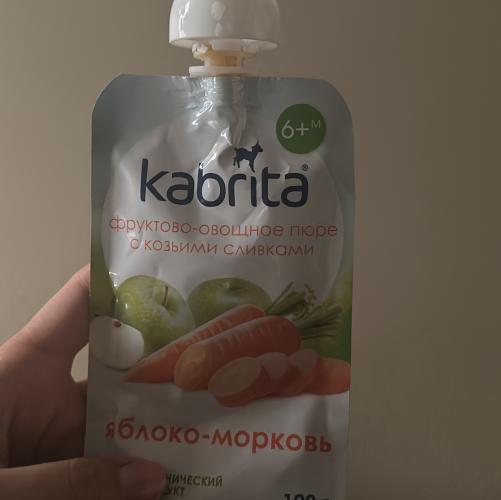 6+М
kabrita®
фруктово-овощное пюре
с козьими сливками
яблоко-морковь